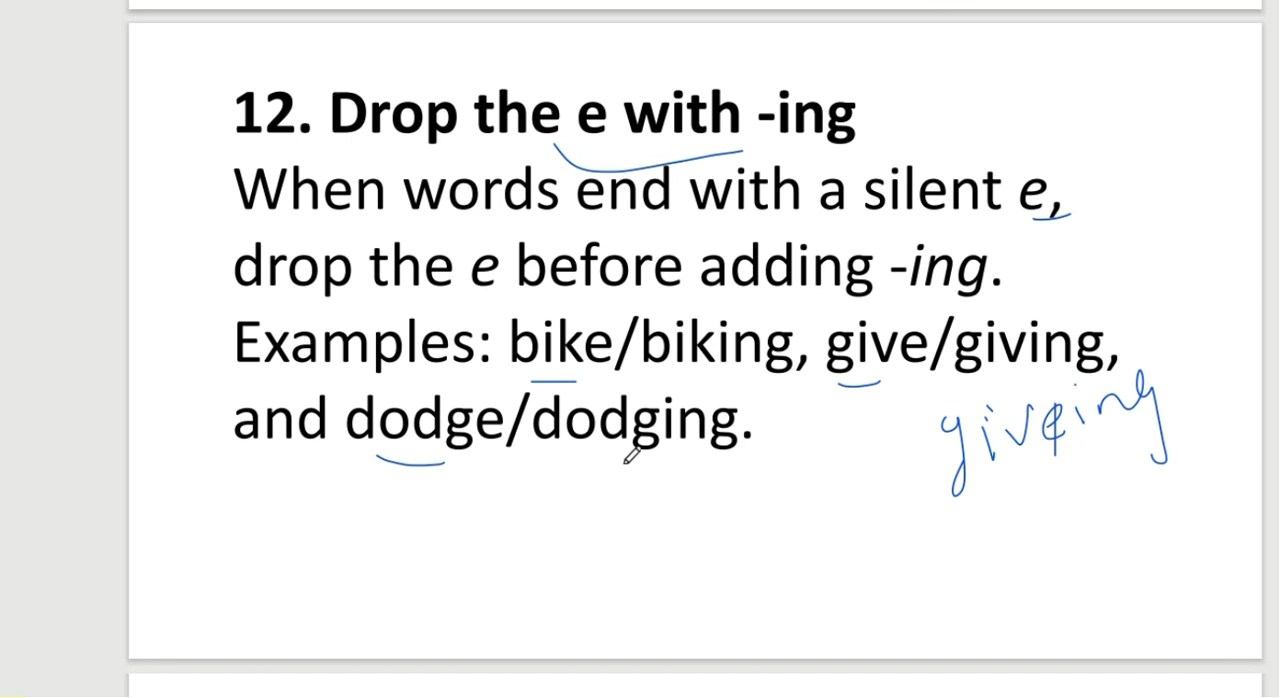 12. Drop the e with -ing
When words end with a silent e,
drop the e before adding -ing.
Examples: bike/biking, give/giving,
and dodge/dodging.
giveing